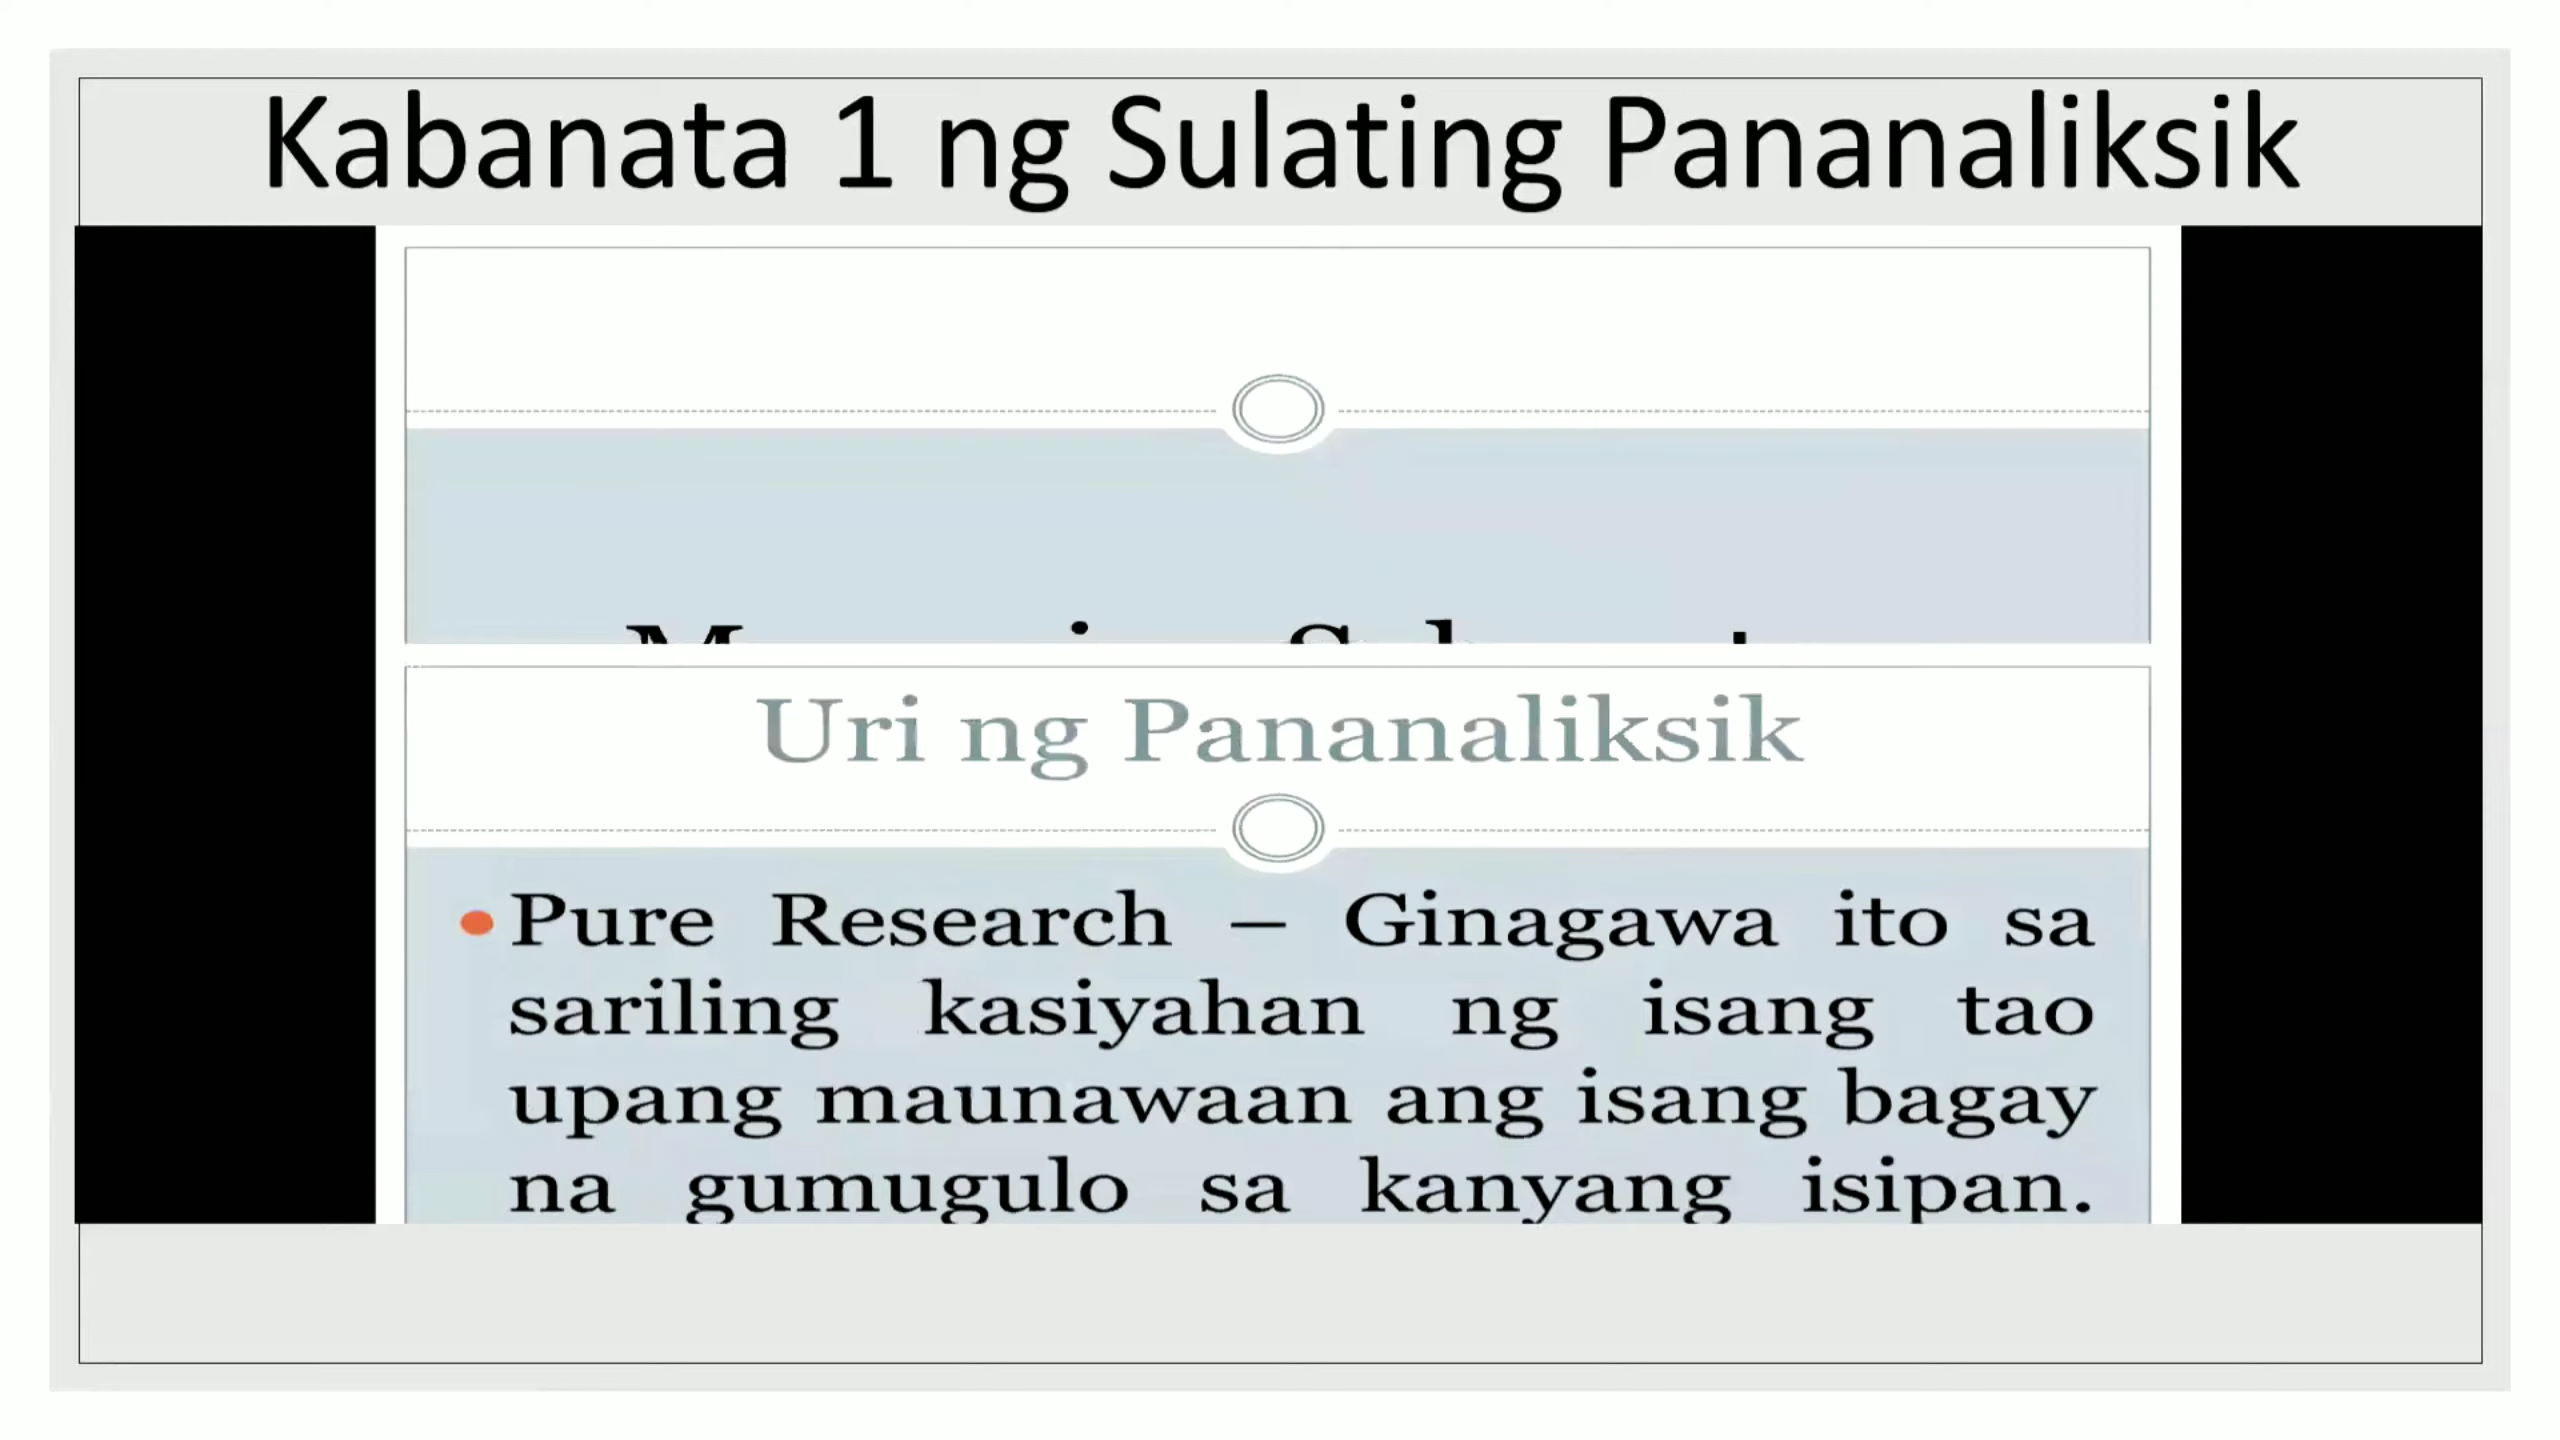 Kabanata 1 ng Sulating Pananaliksik
Uri ng Pananaliksik
Pure Research – Ginagawa ito sa
sariling kasiyahan ng isang tao
upang maunawaan ang isang bagay
na gumugulo sa kanyang isipan.